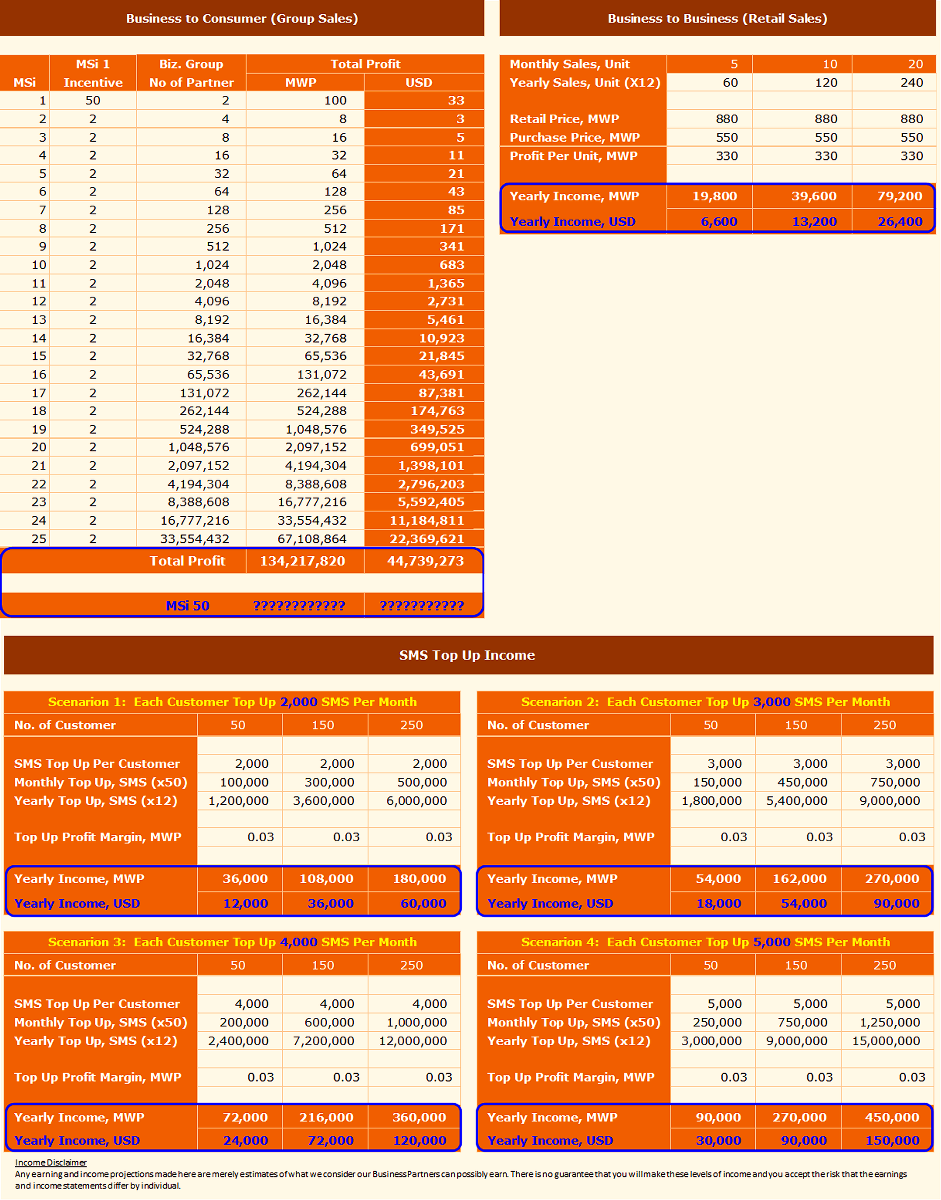 Business to Consumer (Group Sales)
MSi 1 Biz. Group Total Profit
MSi Incentive No of Partner MWP USD
1 50 2 100 33
2 2 4 8 3
3 2 8 16 5
4 2 16 32 11
5 2 32 64 21
6 2 64 128 43
7 2 128 256 85
8 2 256 512 171
9 2 512 1,024 341
10 2 1,024 2,048 683
11 2 2,048 4,096 1,365
12 2 4,096 8,192 2,731
13 2 8,192 16,384 5,461
14 2 16,384 32,768 10,923
15 2 32,768 65,536 21,845
16 2 65,536 131,072 43,691
17 2 131,072 262,144 87,381
18 2 262,144 524,288 174,763
19 2 524,288 1,048,576 349,525
20 2 1,048,576 2,097,152 699,051
21 2 2,097,152 4,194,304 1,398,101
22 2 4,194,304 8,388,608 2,796,203
23 2 8,388,608 16,777,216 5,592,405
24 2 16,777,216 33,554,432 11,184,811
25 2 33,554,432 67,108,864 22,369,621
Total Profit 134,217,820 44,739,273
MSi 50 ???????????? ???????????
Business to Business (Retail Sales)
Monthly Sales, Unit 5 10 20
Yearly Sales, Unit (X12) 60 120 240
Retail Price, MWP 880 880 880
Purchase Price, MWP 550 550 550
Profit Per Unit, MWP 330 330 330
Yearly Income, MWP 19,800 39,600 79,200
Yearly Income, USD 6,600 13,200 26,400
SMS Top Up Income
Scenarion 1: Each Customer Top Up 2,000 SMS Per Month
No. of Customer 50 150 250
SMS Top Up Per Customer 2,000 2,000 2,000
Monthly Top Up, SMS (x50) 100,000 300,000 500,000
Yearly Top Up, SMS (x12) 1,200,000 3,600,000 6,000,000
Top Up Profit Margin, MWP 0.03 0.03 0.03
Yearly Income, MWP 36,000 108,000 180,000
Yearly Income, USD 12,000 36,000 60,000
Scenarion 2: Each Customer Top Up 3,000 SMS Per Month
No. of Customer 50 150 250
SMS Top Up Per Customer 3,000 3,000 3,000
Monthly Top Up, SMS (x50) 150,000 450,000 750,000
Yearly Top Up, SMS (x12) 1,800,000 5,400,000 9,000,000
Top Up Profit Margin, MWP 0.03 0.03 0.03
Yearly Income, MWP 54,000 162,000 270,000
Yearly Income, USD 18,000 54,000 90,000
Scenarion 3: Each Customer Top Up 4,000 SMS Per Month
No. of Customer 50 150 250
SMS Top Up Per Customer 4,000 4,000 4,000
Monthly Top Up, SMS (x50) 200,000 600,000 1,000,000
Yearly Top Up, SMS (x12) 2,400,000 7,200,000 12,000,000
Top Up Profit Margin, MWP 0.03 0.03 0.03
Yearly Income, MWP 72,000 216,000 360,000
Yearly Income, USD 24,000 72,000 120,000
Scenarion 4: Each Customer Top Up 5,000 SMS Per Month
No. of Customer 50 150 250
SMS Top Up Per Customer 5,000 5,000 5,000
Monthly Top Up, SMS (x50) 250,000 750,000 1,250,000
Yearly Top Up, SMS (x12) 3,000,000 9,000,000 15,000,000
Top Up Profit Margin, MWP 0.03 0.03 0.03
Yearly Income, MWP 90,000 270,000 450,000
Yearly Income, USD 30,000 90,000 150,000
Income Disclaimer
Any earning and income projections made here are merely estimates of what we consider our Business Partners can possibly earn. There is no guarantee that you will make these levels of income and you accept the risk that the earnings
and income statements differ by individual.